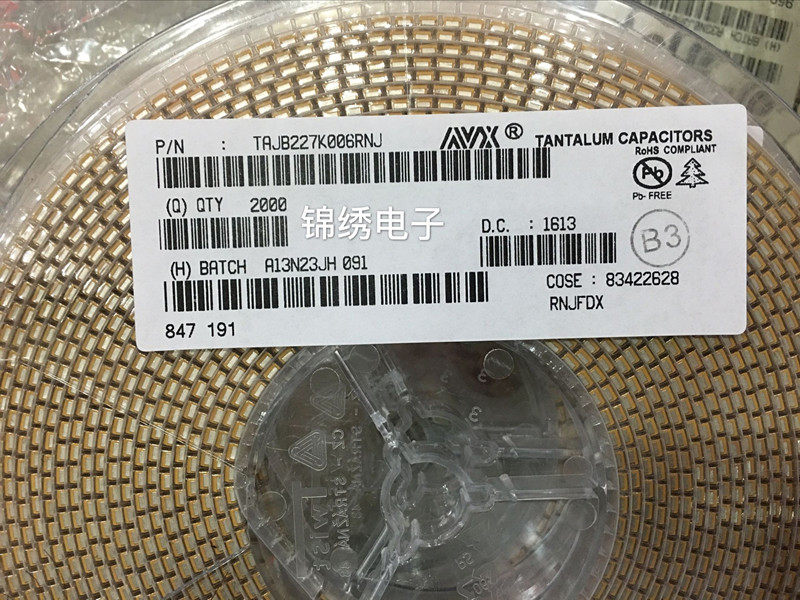 P/N : TAJB227K006RNJ
AVX ® TANTALUM CAPACITORS
RoHS COMPLIANT
Pb
Pb- FREE
(Q) QTY 2000
锦绣电子
D.C. : 1613
B3
(H) BATCH A13N23JH 091
COSE : 83422628
RNJFDX
847 191